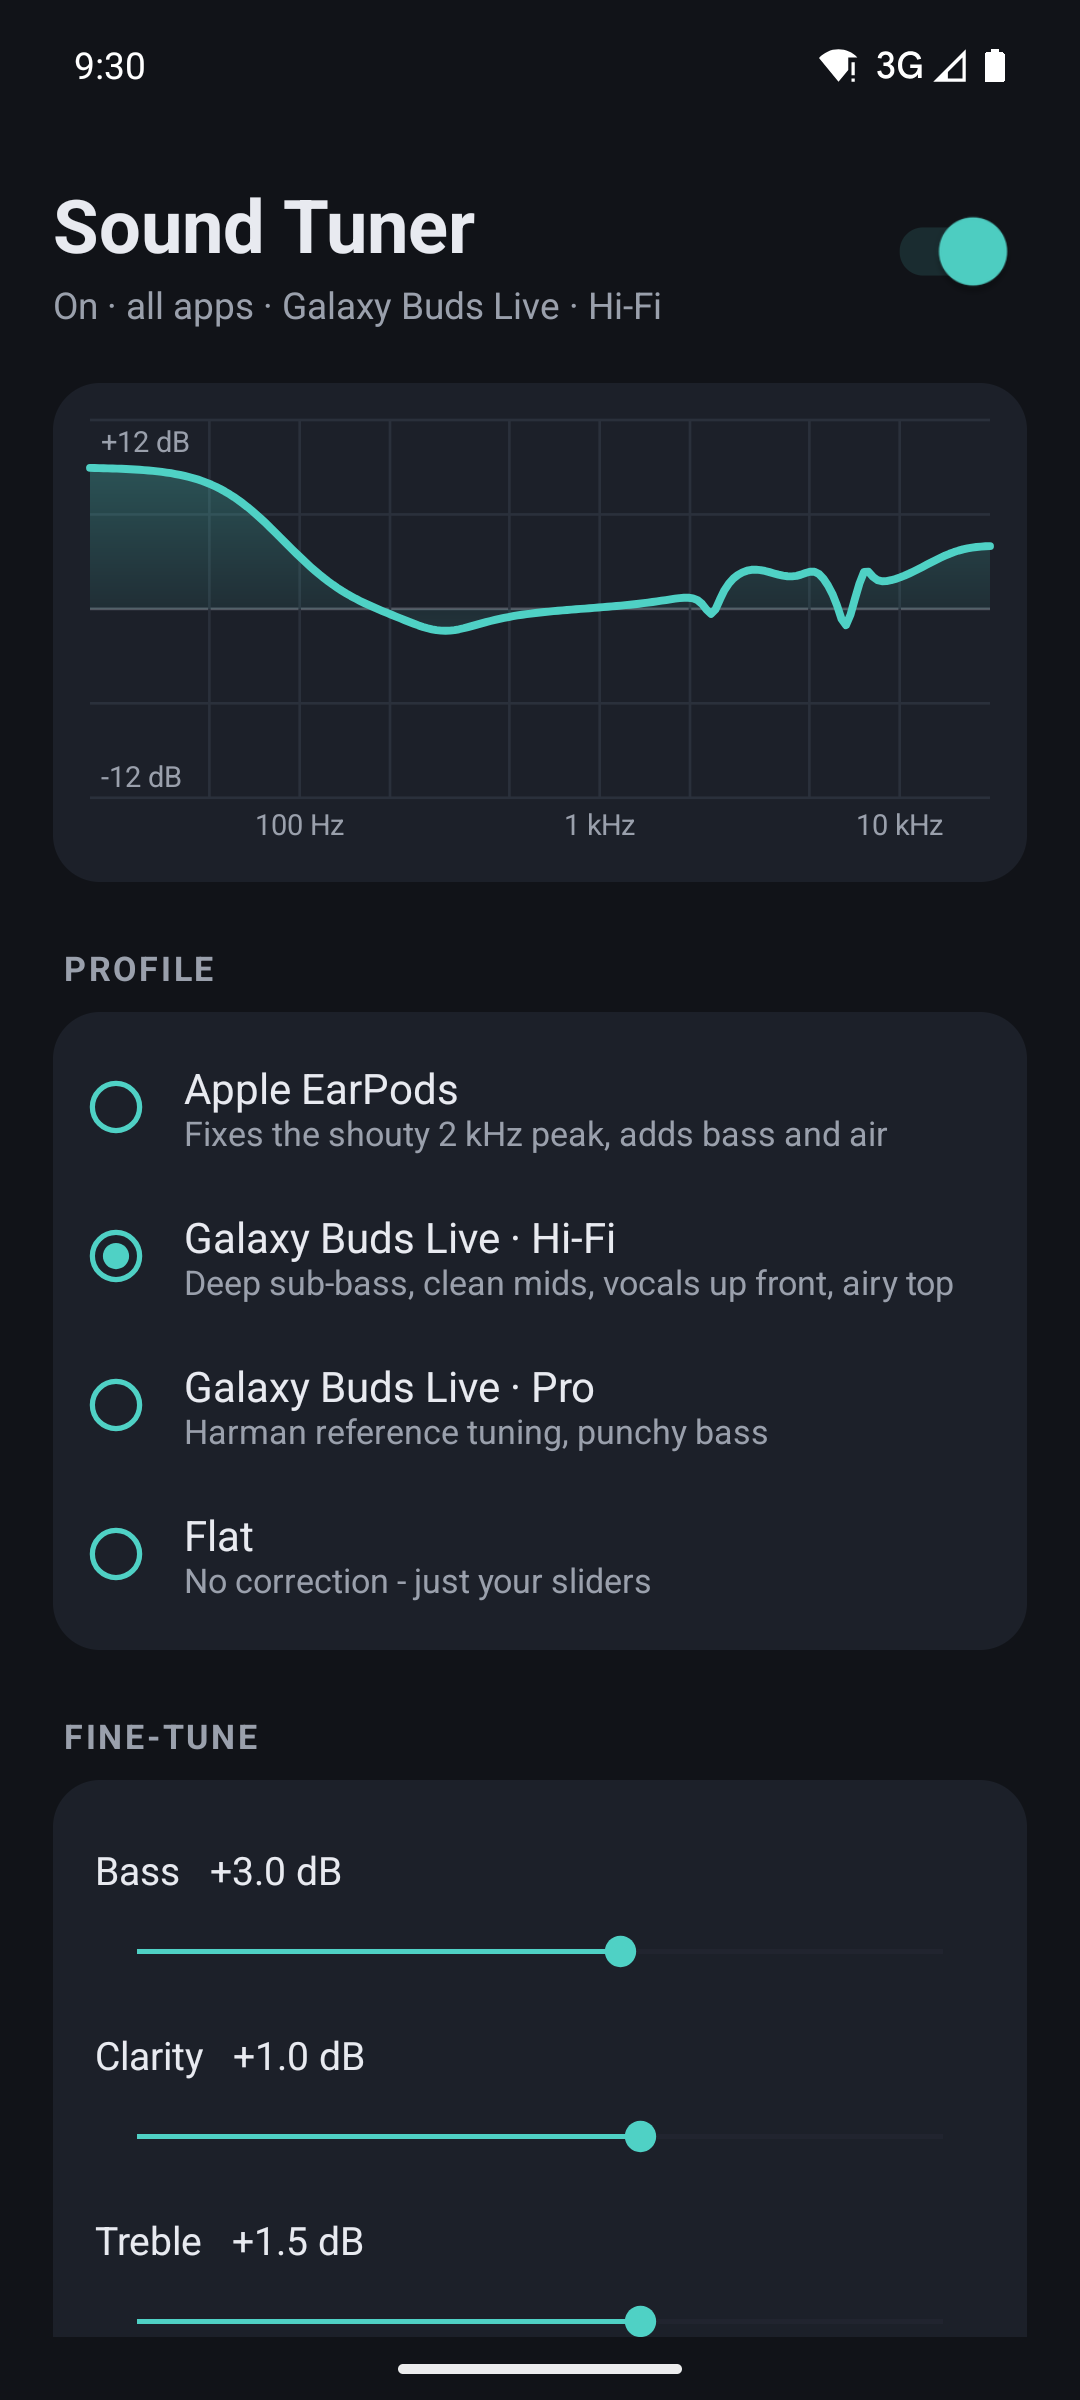 9:30
3G
Sound Tuner
On · all apps · Galaxy Buds Live · Hi-Fi
+12 dB
-12 dB
100 Hz 1 kHz 10 kHz
PROFILE
Apple EarPods
Fixes the shouty 2 kHz peak, adds bass and air
Galaxy Buds Live · Hi-Fi
Deep sub-bass, clean mids, vocals up front, airy top
Galaxy Buds Live · Pro
Harman reference tuning, punchy bass
Flat
No correction - just your sliders
FINE-TUNE
Bass +3.0 dB
Clarity +1.0 dB
Treble +1.5 dB